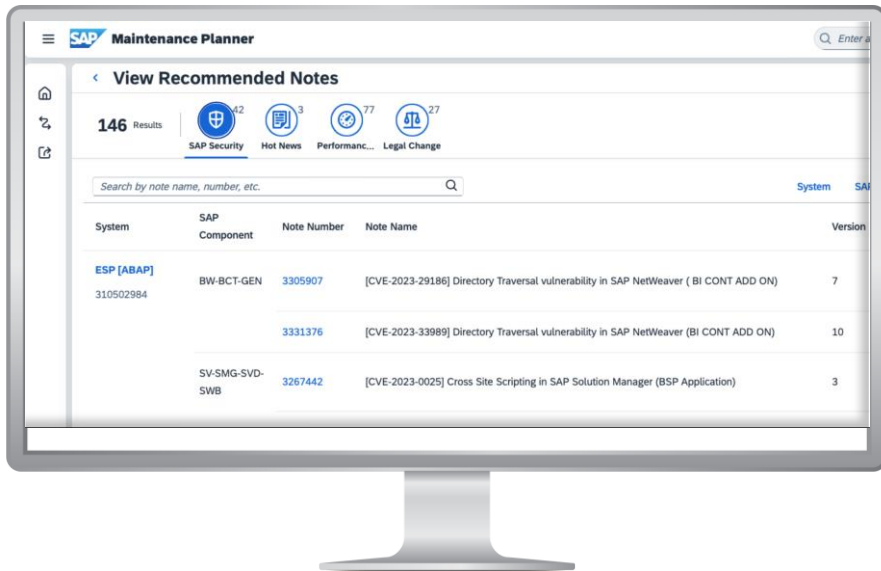 SAP Maintenance Planner
Enter a
View Recommended Notes
146 Results
42
3
77
27
SAP Security Hot News Performanc... Legal Change
Search by note name, number, etc.
System
System
SAP
Component
Note Number
Note Name
Version
ESP [ABAP]
310502984
BW-BCT-GEN
3305907
[CVE-2023-29186] Directory Traversal vulnerability in SAP NetWeaver ( BI CONT ADD ON)
7
3331376
[CVE-2023-33989] Directory Traversal vulnerability in SAP NetWeaver (BI CONT ADD ON)
10
SV-SMG-SVD-
SWB
3267442
[CVE-2023-0025] Cross Site Scripting in SAP Solution Manager (BSP Application)
3